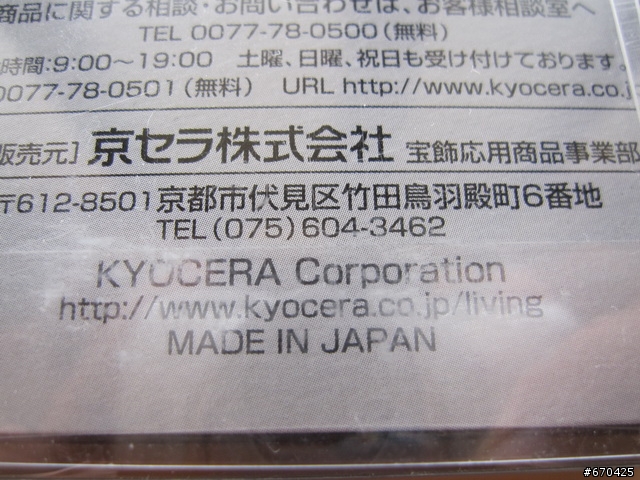 商品に関する相談・お問い合わせは、お客様相談室へ
TEL 0077-78-0500(無料)
時間:9:00〜19:00 土曜、日曜、祝日も受け付けております。
0077-78-0501(無料) URL http://www.kyocera.co.j
販売元] 京セラ株式会社 宝飾応用商品事業部
〒612-8501京都市伏見区竹田鳥羽殿町6番地
TEL(075)604-3462
KYOCERA Corporation
http://www.kyocera.co.jp/living
MADE IN JAPAN
#670425